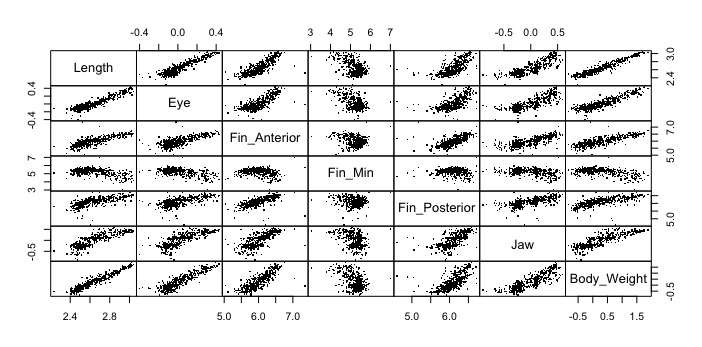 -0.4 0.0 0.4 3 4 5 6 7 -0.5 0.0 0.5
Length 2.4 3.0
-0.4 0.4 Eye
Fin_Anterior 5.0 7.0
3 5 7 Fin_Min
Fin_Posterior 5.0
-0.5 Jaw
Body_Weight -0.5
2.4 2.8 5.0 6.0 7.0 5.0 6.0 -0.5 0.5 1.5